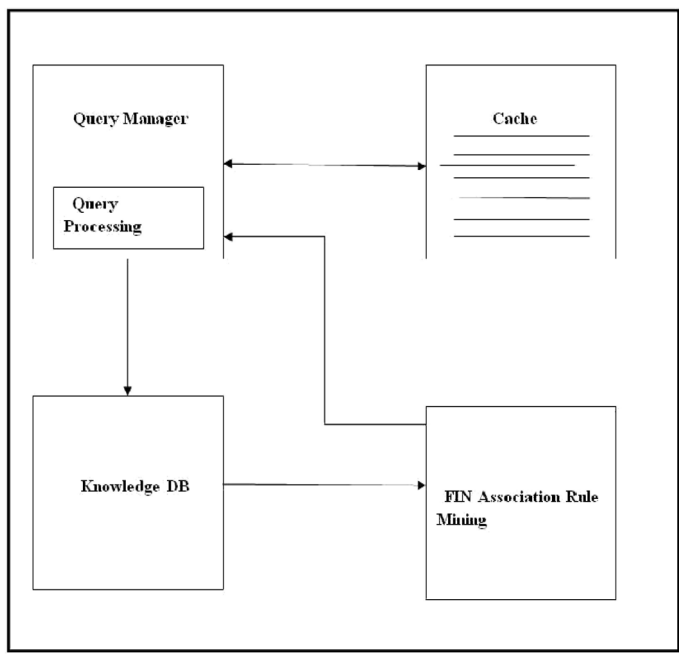 Query Manager
Cache
Query
Processing
Knowledge DB
FIN Association Rule
Mining